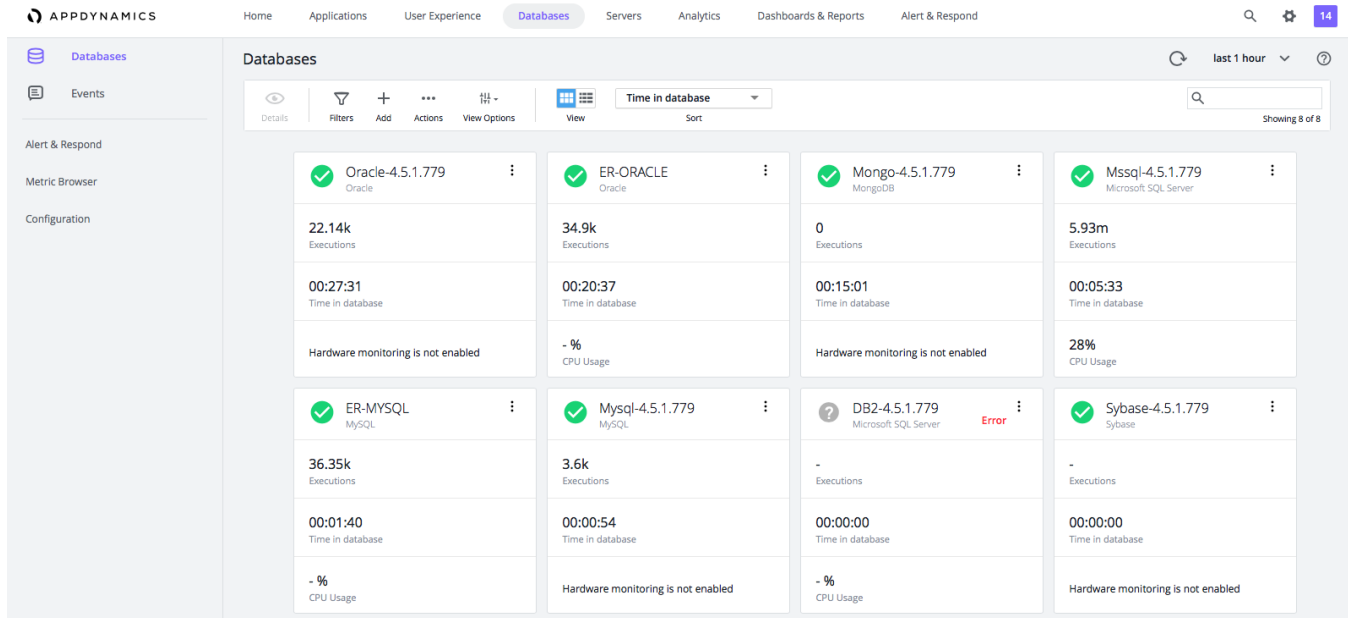 APPDYNAMICS
Home Applications User Experience Databases Servers Analytics Dashboards & Reports Alert & Respond
14
Databases
Events
Alert & Respond
Metric Browser
Configuration
Databases
last 1 hour
Details Filters Add Actions View Options View
Time in database
Sort
Showing 8 of 8
Oracle-4.5.1.779
Oracle
22.14k
Executions
00:27:31
Time in database
Hardware monitoring is not enabled
ER-ORACLE
Oracle
34.9k
Executions
00:20:37
Time in database
- %
CPU Usage
Mongo-4.5.1.779
MongoDB
0
Executions
00:15:01
Time in database
Hardware monitoring is not enabled
Mssql-4.5.1.779
Microsoft SQL Server
5.93m
Executions
00:05:33
Time in database
28%
CPU Usage
ER-MYSQL
MySQL
36.35k
Executions
00:01:40
Time in database
- %
CPU Usage
Mysql-4.5.1.779
MySQL
3.6k
Executions
00:00:54
Time in database
Hardware monitoring is not enabled
DB2-4.5.1.779
Microsoft SQL Server
Error
-
Executions
00:00:00
Time in database
- %
CPU Usage
Sybase-4.5.1.779
Sybase
-
Executions
00:00:00
Time in database
Hardware monitoring is not enabled